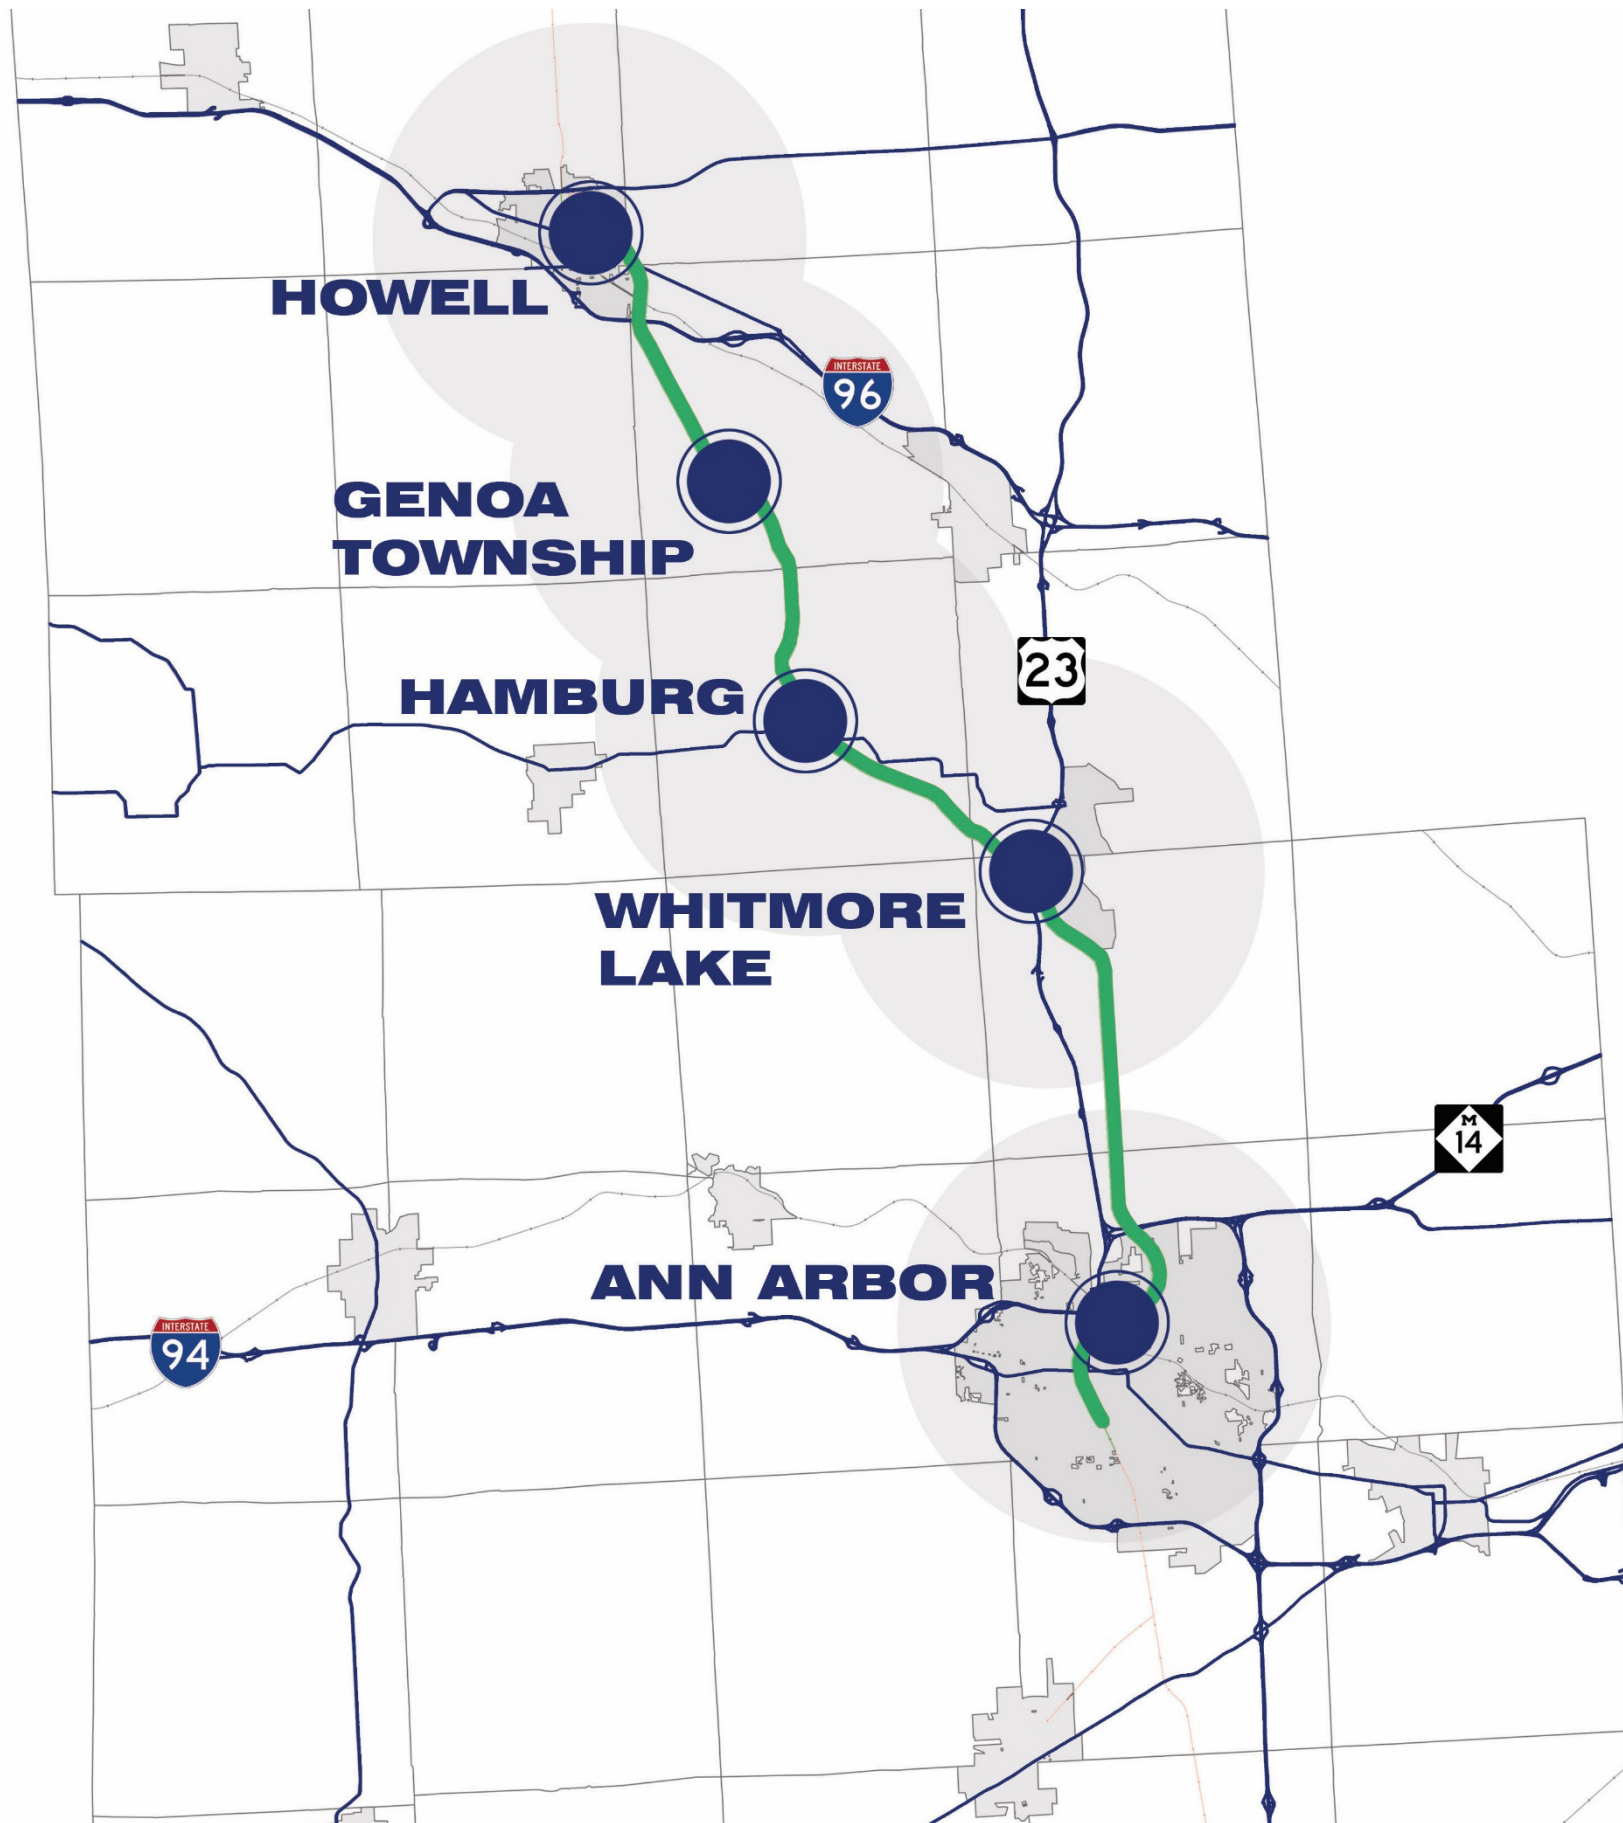 HOWELL
INTERSTATE
96
GENOA
TOWNSHIP
23
HAMBURG
WHITMORE
LAKE
M
14
ANN ARBOR
INTERSTATE
94